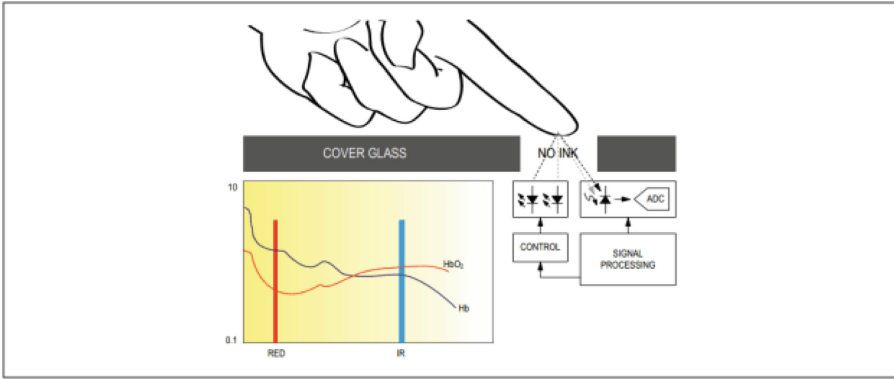 COVER GLASS
NO INK
10
ADC
CONTROL
SIGNAL
PROCESSING
HbO₂
Hb
0.1
RED
IR